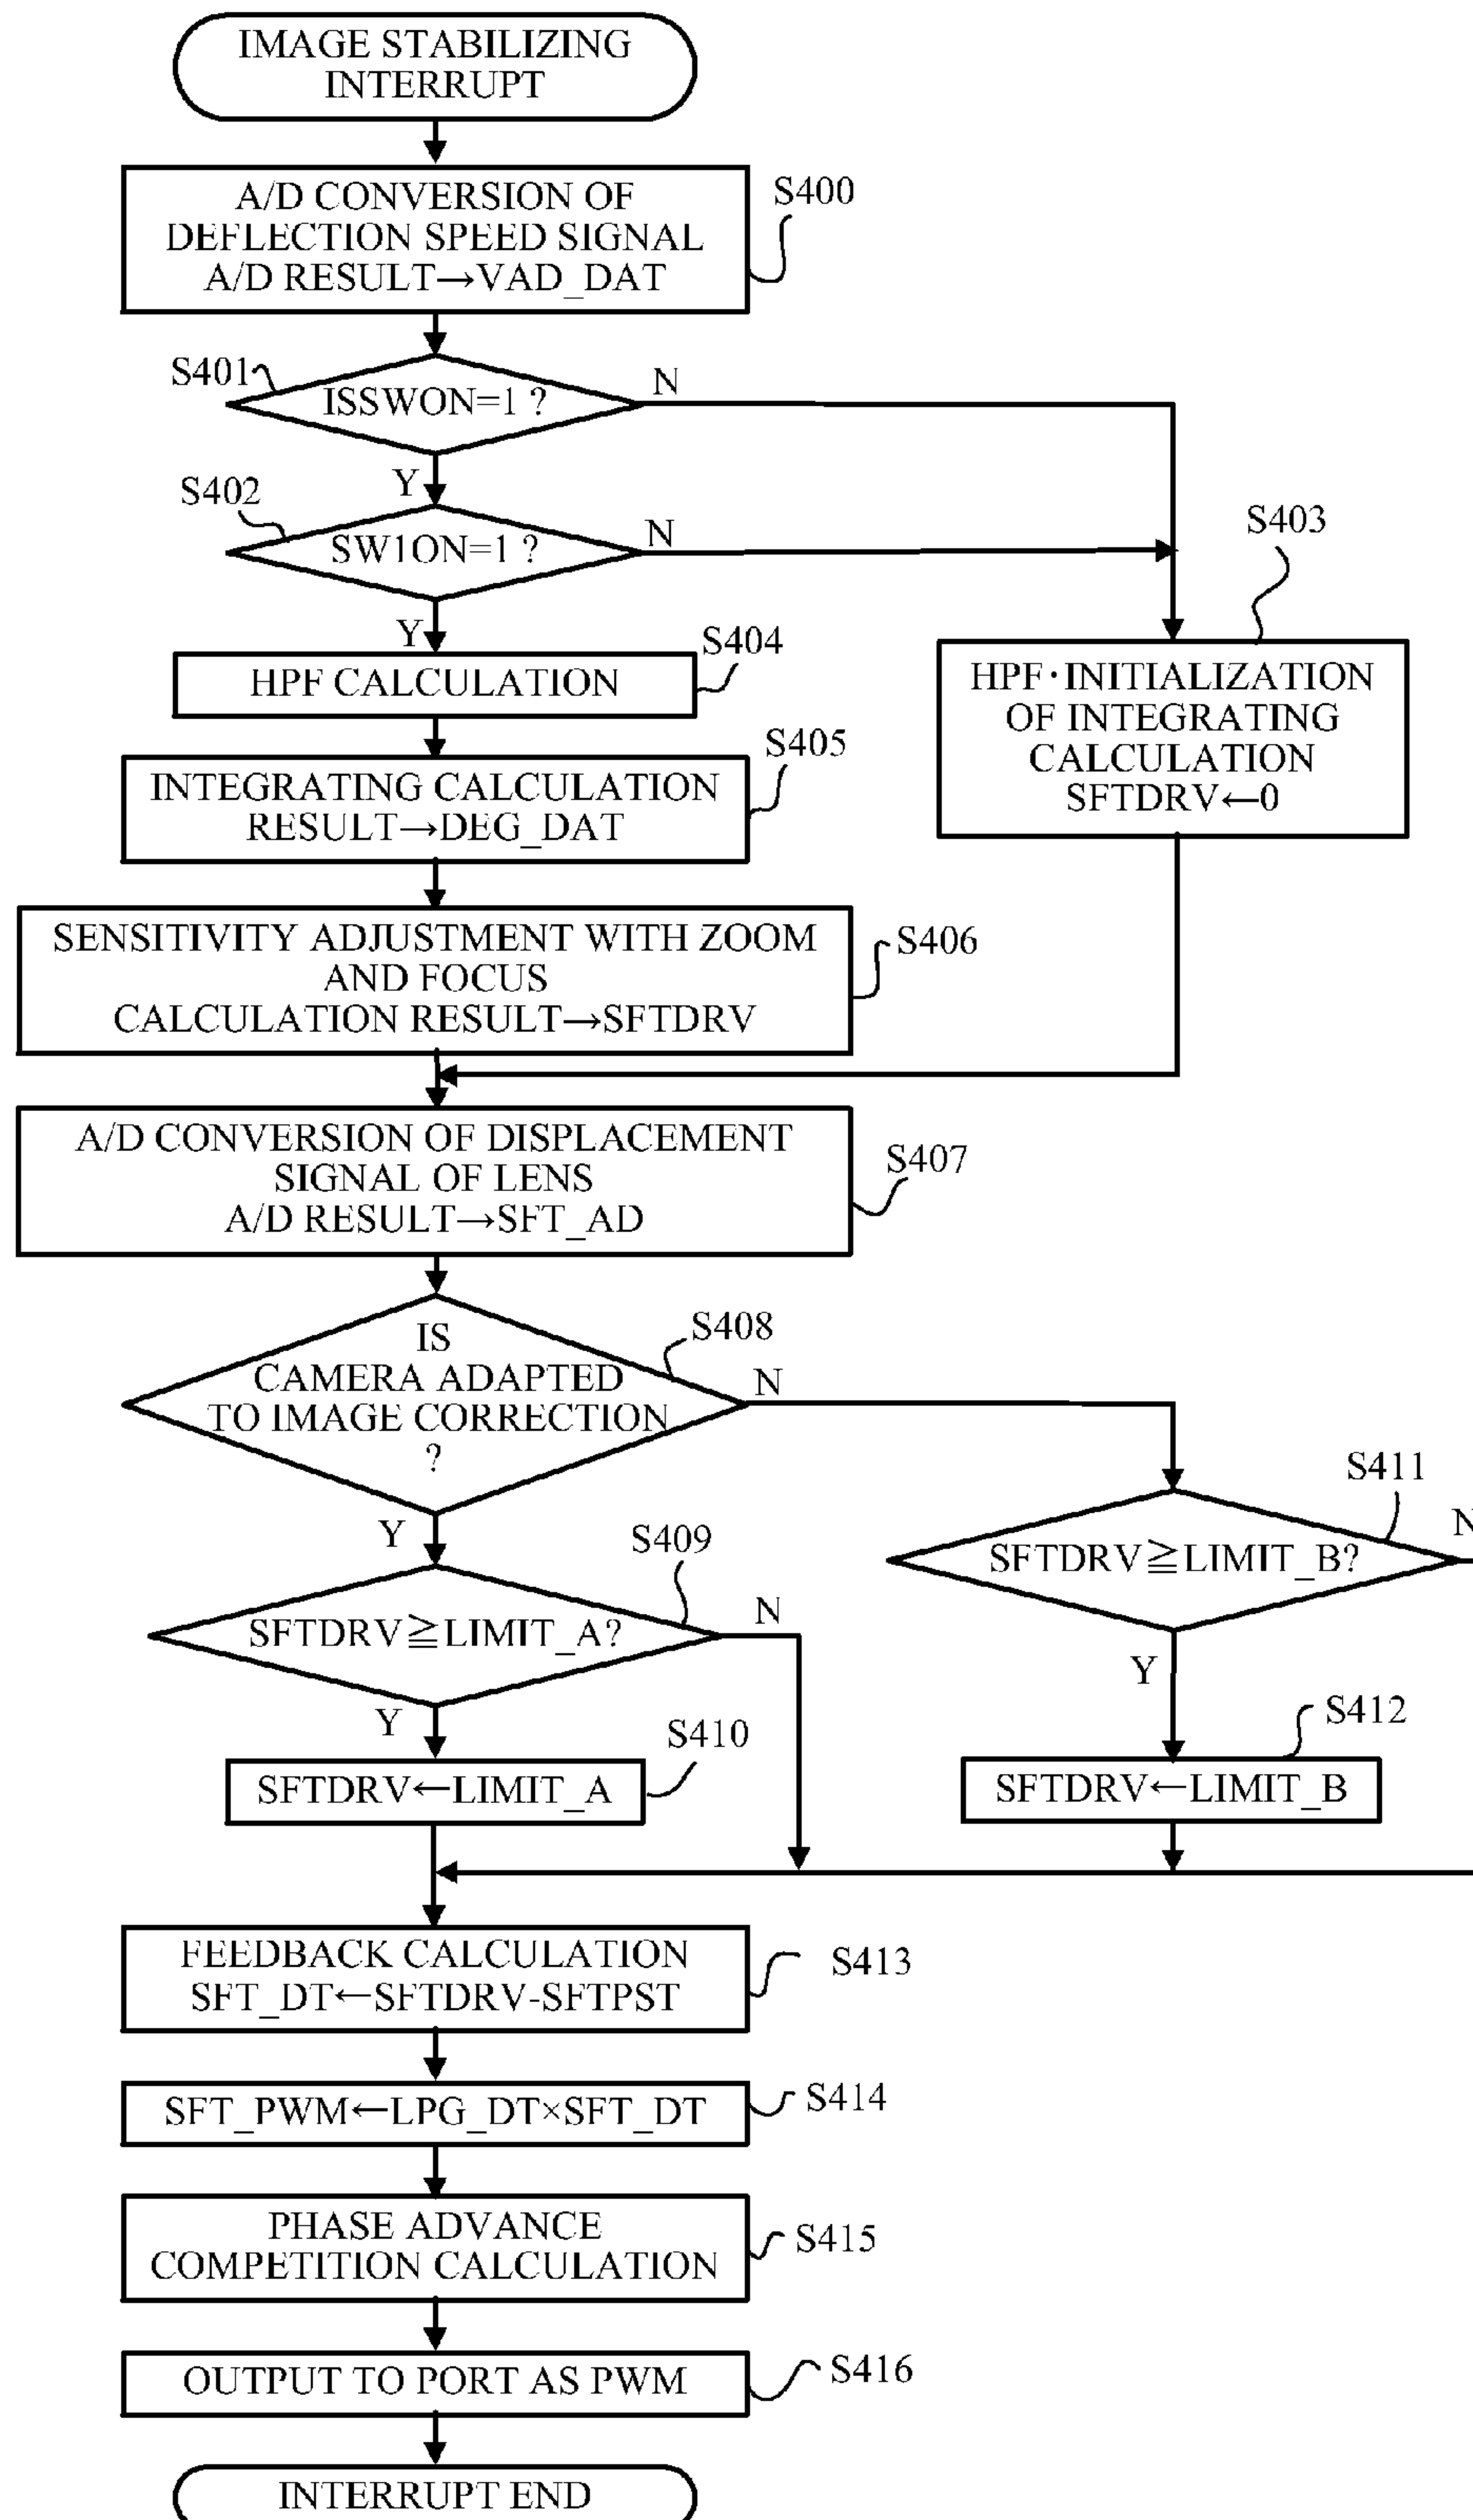 IMAGE STABILIZING
INTERRUPT
A/D CONVERSION OF
DEFLECTION SPEED SIGNAL
A/D RESULT→VAD_DAT
S400
S401
ISSWON=1 ?
N
Y
S402
SW1ON=1 ?
N
Y
S403
HPF・INITIALIZATION
OF INTEGRATING
CALCULATION
SFTDRV←0
S404
HPF CALCULATION
S405
INTEGRATING CALCULATION
RESULT→DEG_DAT
SENSITIVITY ADJUSTMENT WITH ZOOM
AND FOCUS
CALCULATION RESULT→SFTDRV
S406
A/D CONVERSION OF DISPLACEMENT
SIGNAL OF LENS
A/D RESULT→SFT_AD
S407
IS
CAMERA ADAPTED
TO IMAGE CORRECTION
?
S408
N
Y
S409
SFTDRV≧LIMIT_A?
N
Y
S411
SFTDRV≧LIMIT_B?
N
Y
S410
SFTDRV←LIMIT_A
S412
SFTDRV←LIMIT_B
FEEDBACK CALCULATION
SFT_DT←SFTDRV-SFTPST
S413
SFT_PWM←LPG_DT×SFT_DT
S414
PHASE ADVANCE
COMPETITION CALCULATION
S415
OUTPUT TO PORT AS PWM
S416
INTERRUPT END